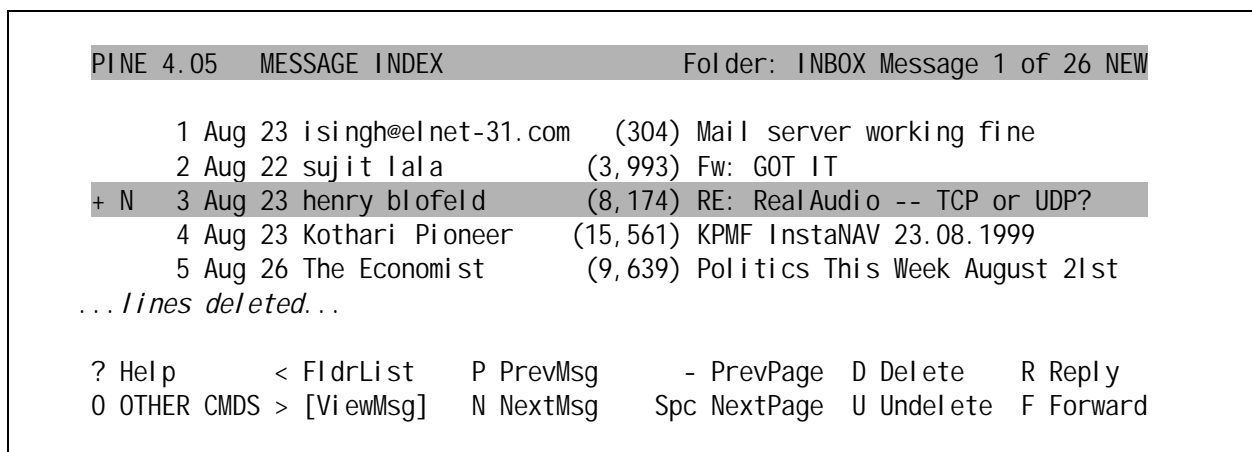 PINE 4.05 MESSAGE INDEX Folder: INBOX Message 1 of 26 NEW
1 Aug 23 isingh@elnet-31.com (304) Mail server working fine
2 Aug 22 sujit lala (3,993) Fw: GOT IT
+ N 3 Aug 23 henry blofeld (8,174) RE: RealAudio -- TCP or UDP?
4 Aug 23 Kothari Pioneer (15,561) KPMF InstaNAV 23.08.1999
5 Aug 26 The Economist (9,639) Politics This Week August 2lst
...lines deleted...
? Help < FldrList P PrevMsg - PrevPage D Delete R Reply
O OTHER CMDS > [ViewMsg] N NextMsg Spc NextPage U Undelete F Forward